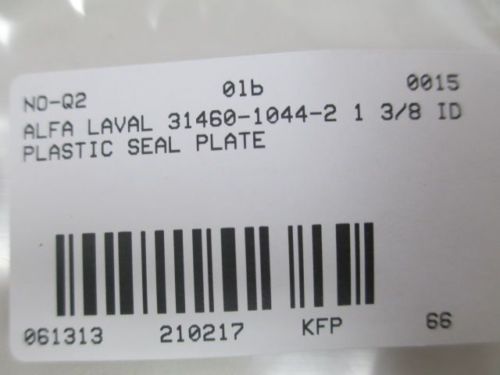 NO-Q2 01b 0015
ALFA LAVAL 31460-1044-2 1 3/8 ID
PLASTIC SEAL PLATE
061313 210217 KFP 66